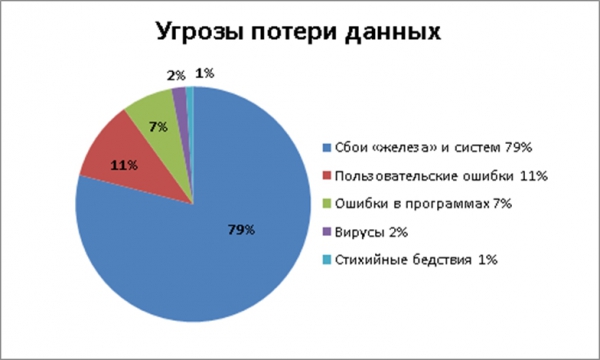 Угрозы потери данных
2%
1%
7%
11%
79%
Сбои «железа» и систем 79%
Пользовательские ошибки 11%
Ошибки в программах 7%
Вирусы 2%
Стихийные бедствия 1%